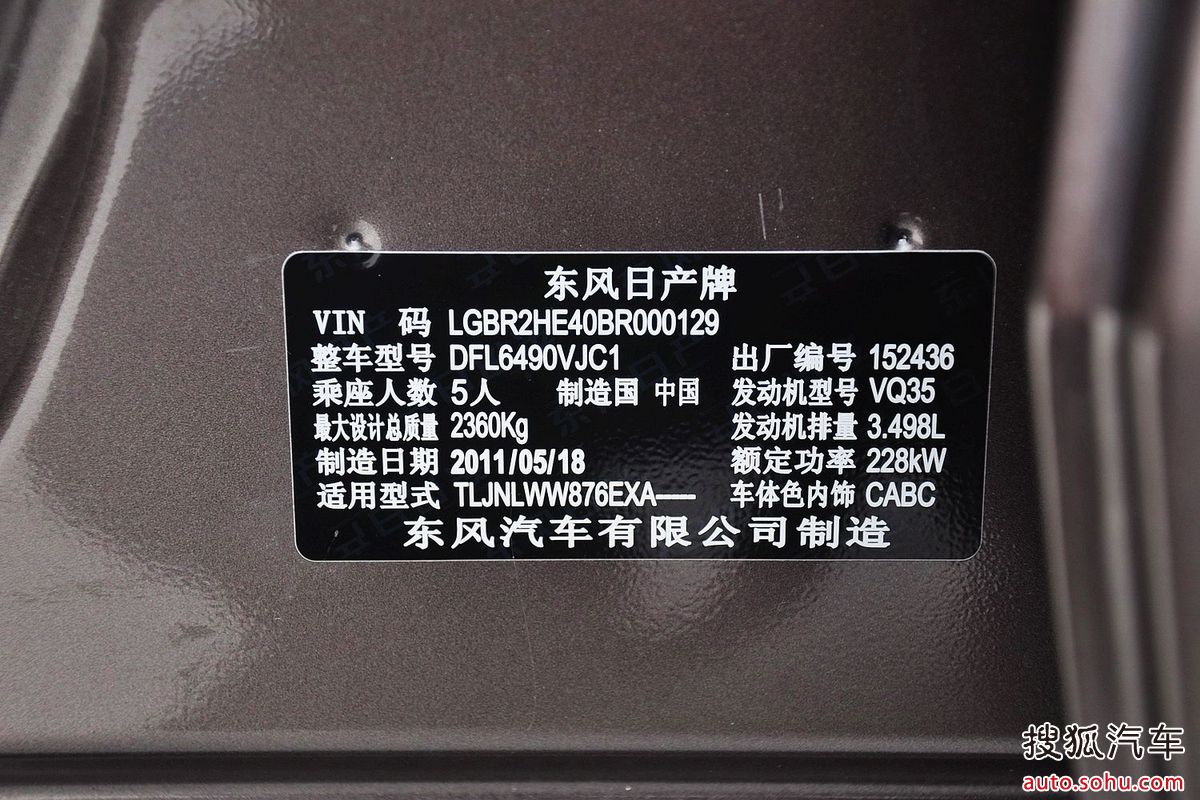 东风日产牌
VIN 码 LGBR2HE40BR000129
整车型号 DFL6490VJC1 出厂编号 152436
乘座人数 5人 制造国 中国 发动机型号 VQ35
最大设计总质量 2360Kg 发动机排量 3.498L
制造日期 2011/05/18 额定功率 228kW
适用型式 TLJNLWW876EXA—— 车体色内饰 CABC
东风汽车有限公司制造
搜狐汽车
auto.sohu.com